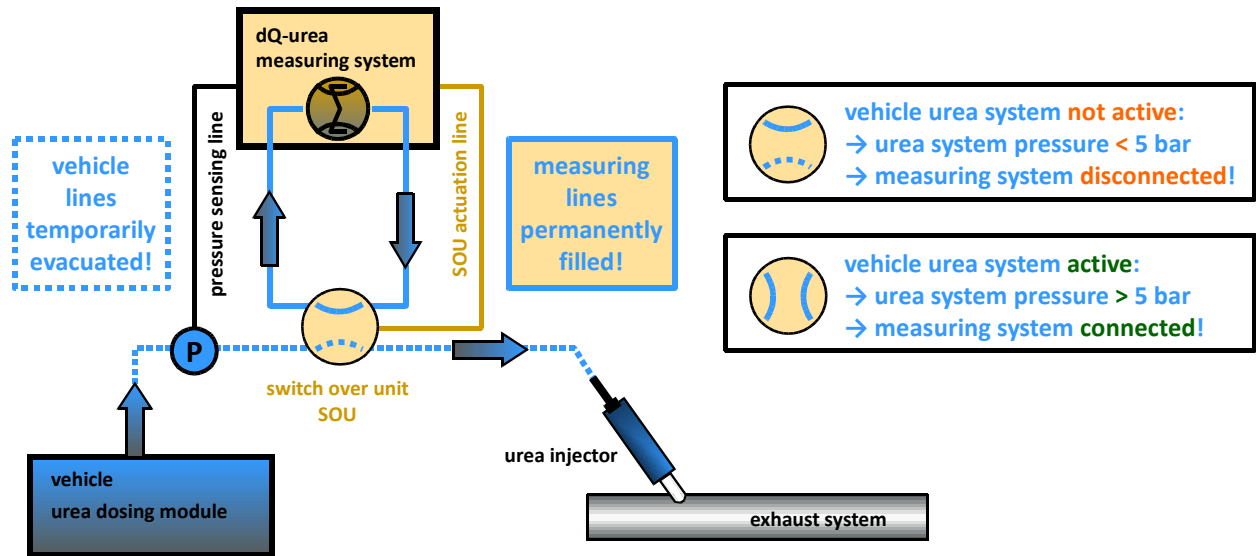 dQ-urea
measuring system
pressure sensing line
SOU actuation line
vehicle
lines
temporarily
evacuated!
measuring
lines
permanently
filled!
P
switch over unit
SOU
urea injector
vehicle
urea dosing module
exhaust system
vehicle urea system not active:
→ urea system pressure < 5 bar
→ measuring system disconnected!
vehicle urea system active:
→ urea system pressure > 5 bar
→ measuring system connected!